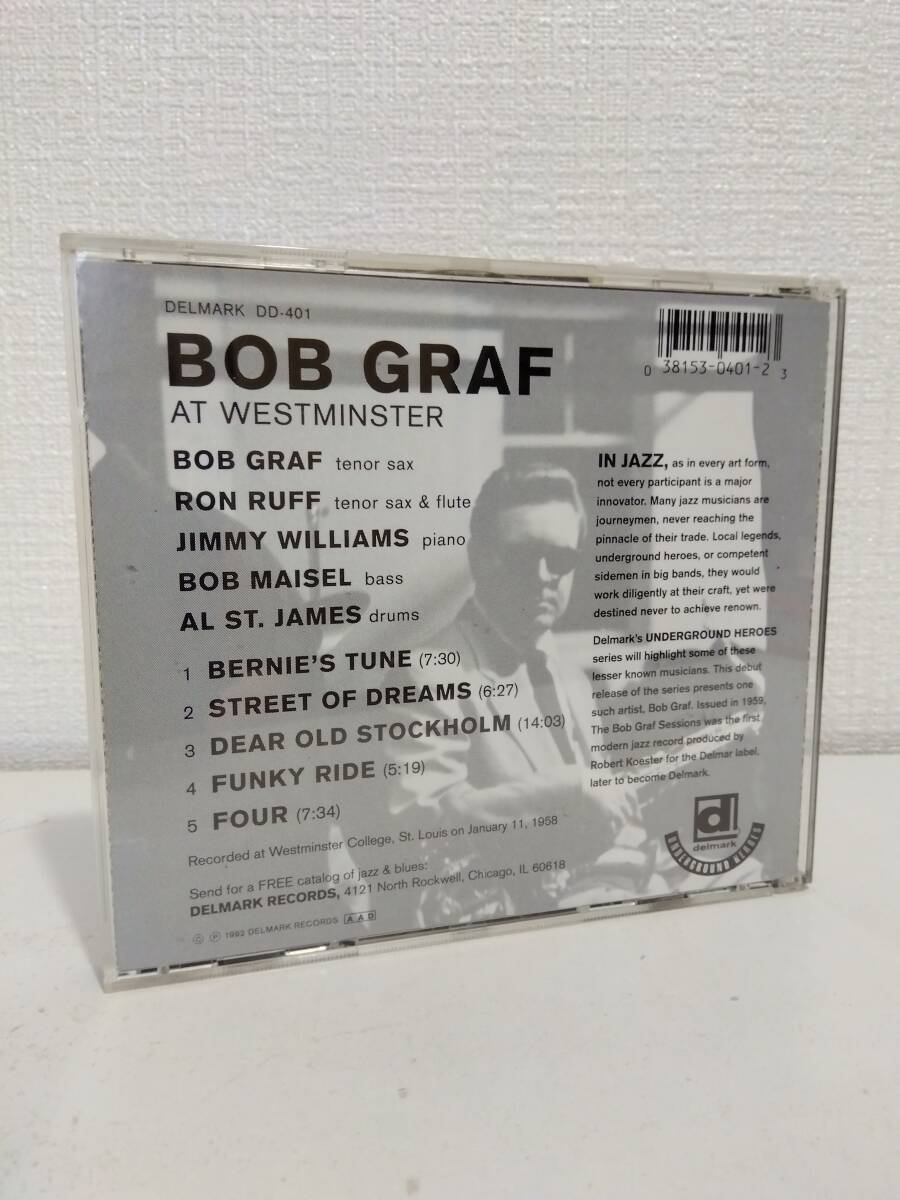 DELMARK DD-401
BOB GRAF
AT WESTMINSTER
BOB GRAF tenor sax
RON RUFF tenor sax & flute
JIMMY WILLIAMS piano
BOB MAISEL bass
AL ST. JAMES drums
1 BERNIE'S TUNE (7:30)
2 STREET OF DREAMS (6:27)
3 DEAR OLD STOCKHOLM (14:03)
4 FUNKY RIDE (5:19)
5 FOUR (7:34)
Recorded at Westminster College, St. Louis on January 11, 1958
Send for a FREE catalog of jazz & blues:
DELMARK RECORDS, 4121 North Rockwell, Chicago, IL 60618
© ℗ 1992 DELMARK RECORDS AAD
0 38153-0401-2 3
IN JAZZ, as in every art form,
not every participant is a major
innovator. Many jazz musicians are
journeymen, never reaching the
pinnacle of their trade. Local legends,
underground heroes, or competent
sidemen in big bands, they would
work diligently at their craft, yet were
destined never to achieve renown.
Delmark's UNDERGROUND HEROES
series will highlight some of these
lesser known musicians. This debut
release of the series presents one
such artist, Bob Graf. Issued in 1959,
The Bob Graf Sessions was the first
modern jazz record produced by
Robert Koester for the Delmar label,
later to become Delmark.
d
delmark
UNDERGROUND HEROES